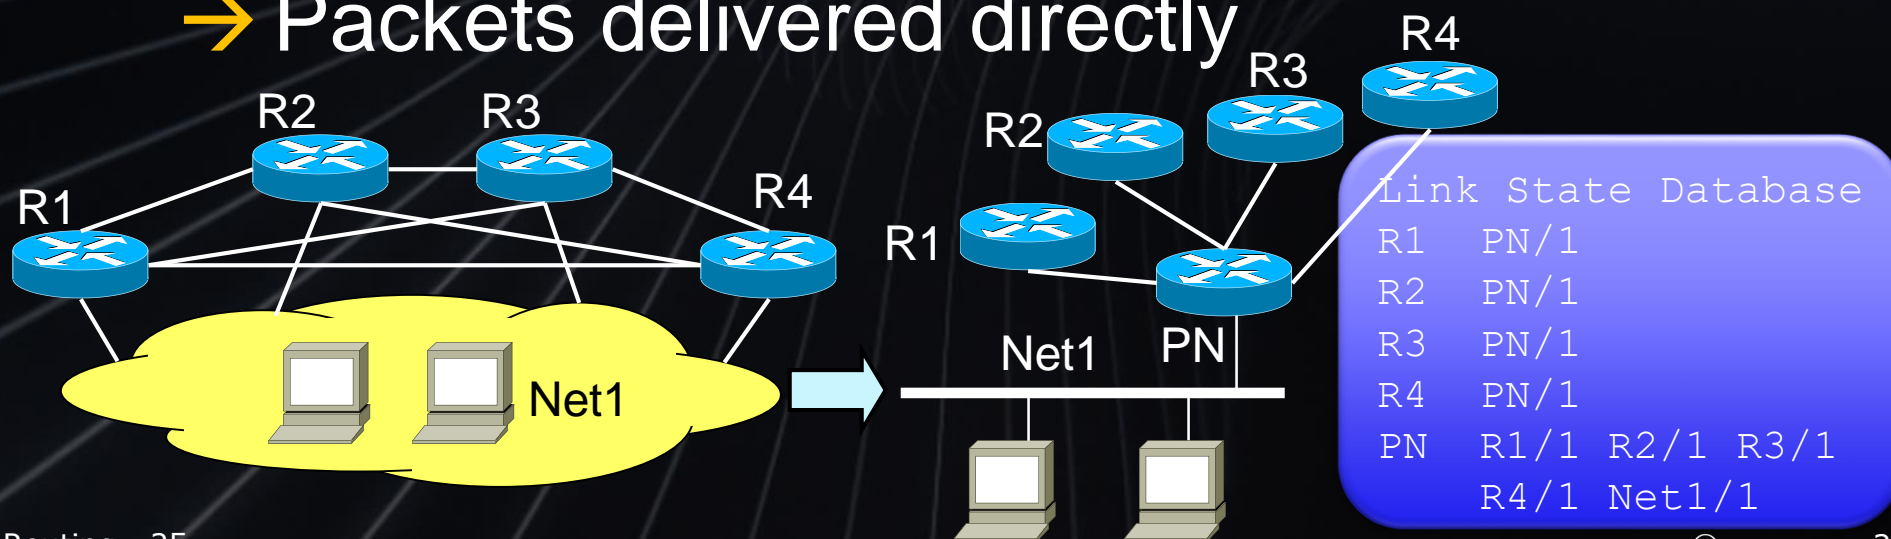 → Packets delivered directly
R2
R3
R1
R4
Net1
R4
R3
R2
R1
Net1
PN
Link State Database
R1 PN/1
R2 PN/1
R3 PN/1
R4 PN/1
PN R1/1 R2/1 R3/1
R4/1 Net1/1